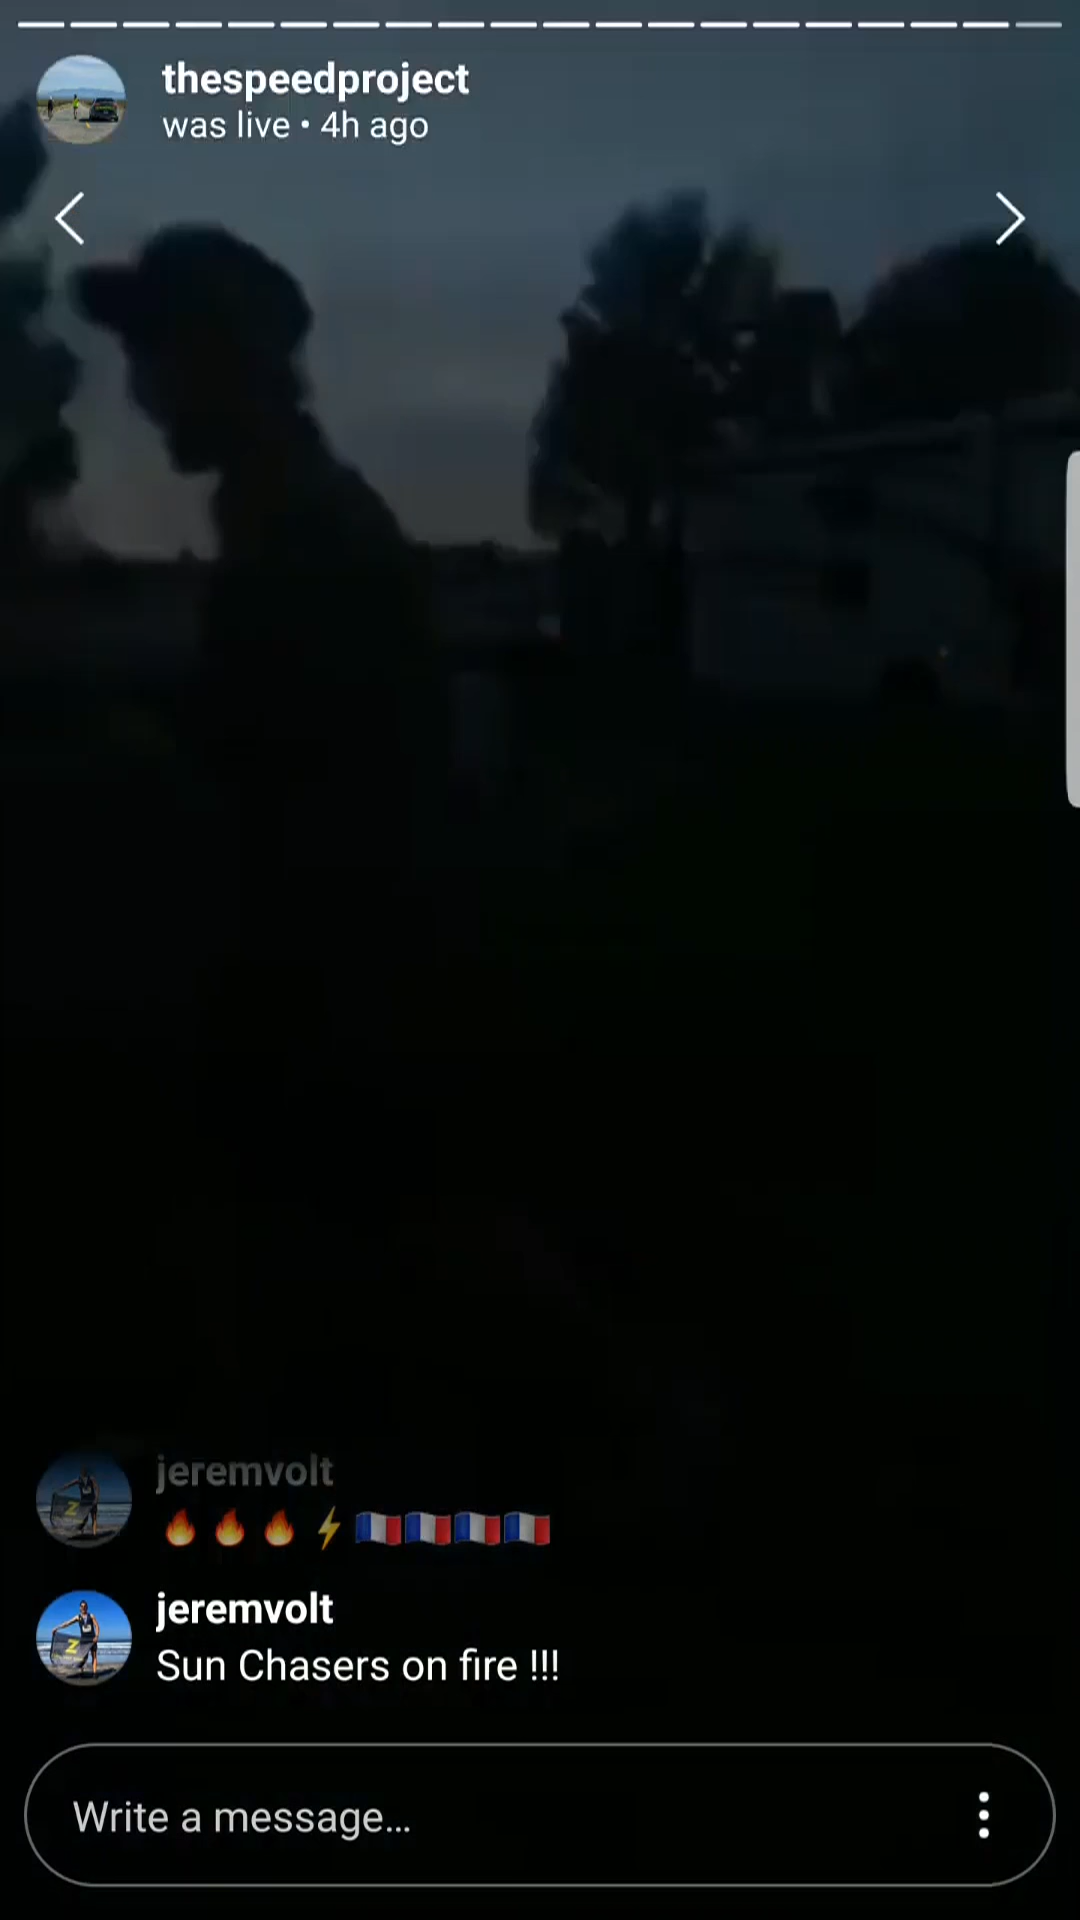 thespeedproject
was live • 4h ago
jeremvolt
🔥🔥🔥⚡🇫🇷🇫🇷🇫🇷🇫🇷
jeremvolt
Sun Chasers on fire !!!
Write a message...